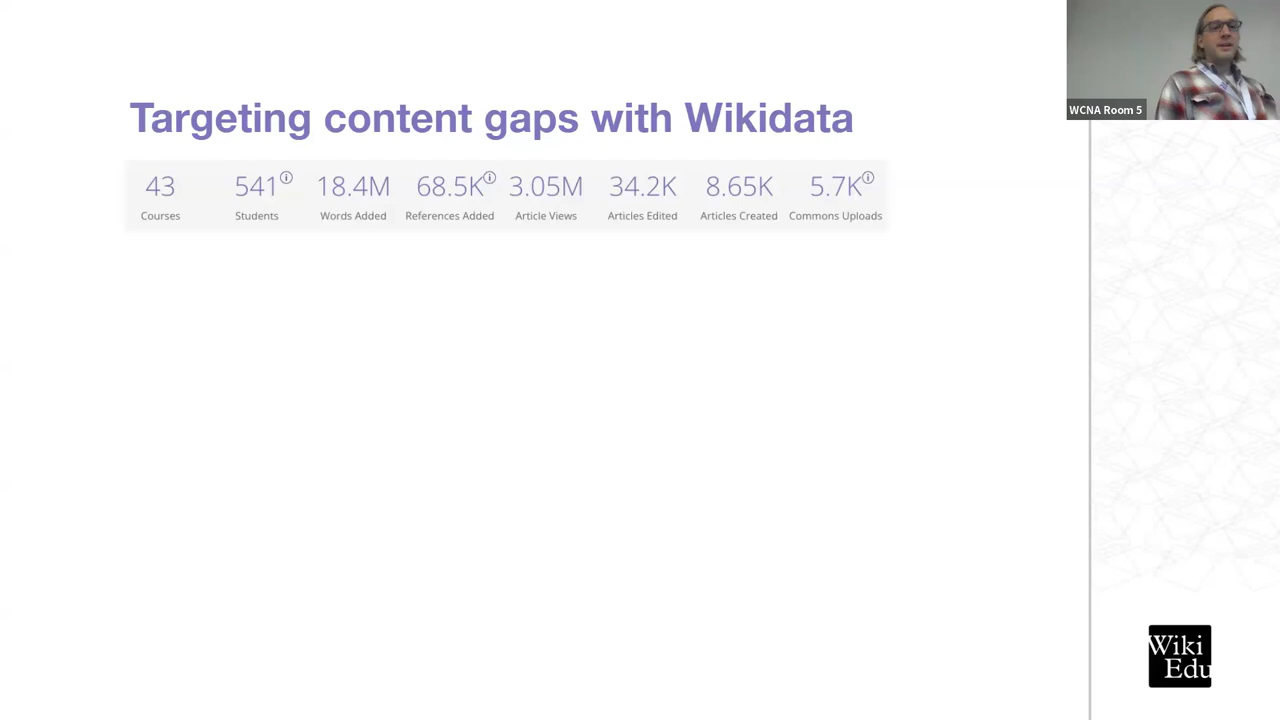 WCNA Room 5
Targeting content gaps with Wikidata
43 541 18.4M 68.5K 3.05M 34.2K 8.65K 5.7K
Courses Students Words Added References Added Article Views Articles Edited Articles Created Commons Uploads
Wiki
Edu